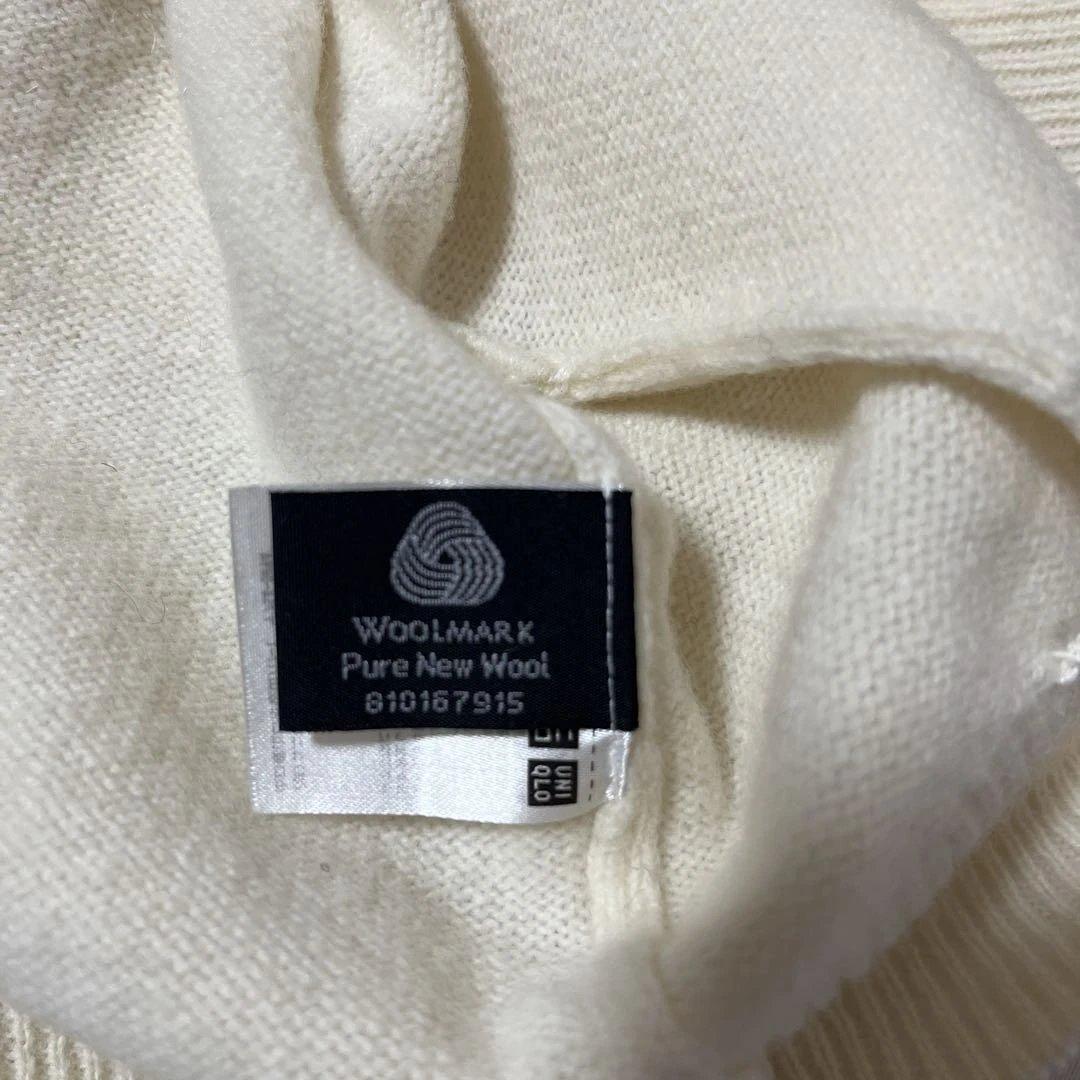 WOOLMARK
Pure New Wool
810167915
UNI
QLO